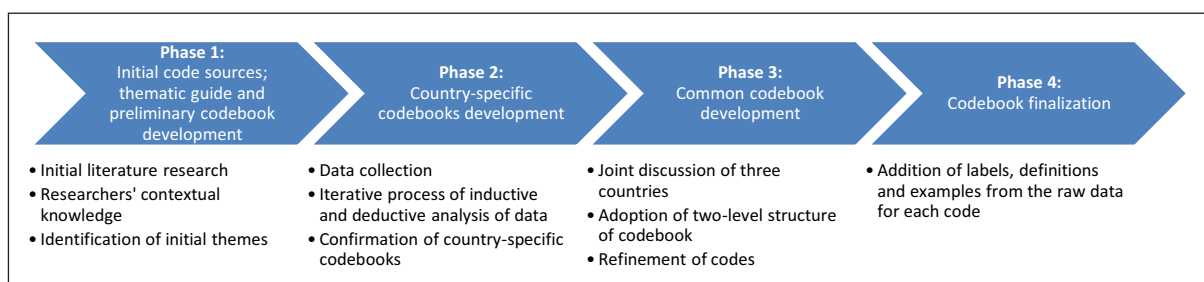 Phase 1:
Initial code sources;
thematic guide and
preliminary codebook
development
Phase 2:
Country-specific
codebooks development
Phase 3:
Common codebook
development
Phase 4:
Codebook finalization
• Initial literature research
• Researchers' contextual
knowledge
• Identification of initial themes
• Data collection
• Iterative process of inductive
and deductive analysis of data
• Confirmation of country-specific
codebooks
• Joint discussion of three
countries
• Adoption of two-level structure
of codebook
• Refinement of codes
• Addition of labels, definitions
and examples from the raw data
for each code